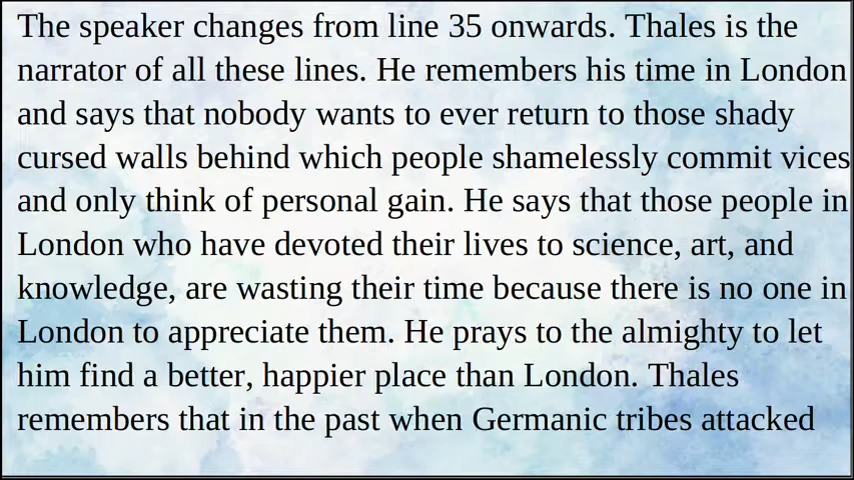 The speaker changes from line 35 onwards. Thales is the
narrator of all these lines. He remembers his time in London
and says that nobody wants to ever return to those shady
cursed walls behind which people shamelessly commit vices
and only think of personal gain. He says that those people in
London who have devoted their lives to science, art, and
knowledge, are wasting their time because there is no one in
London to appreciate them. He prays to the almighty to let
him find a better, happier place than London. Thales
remembers that in the past when Germanic tribes attacked